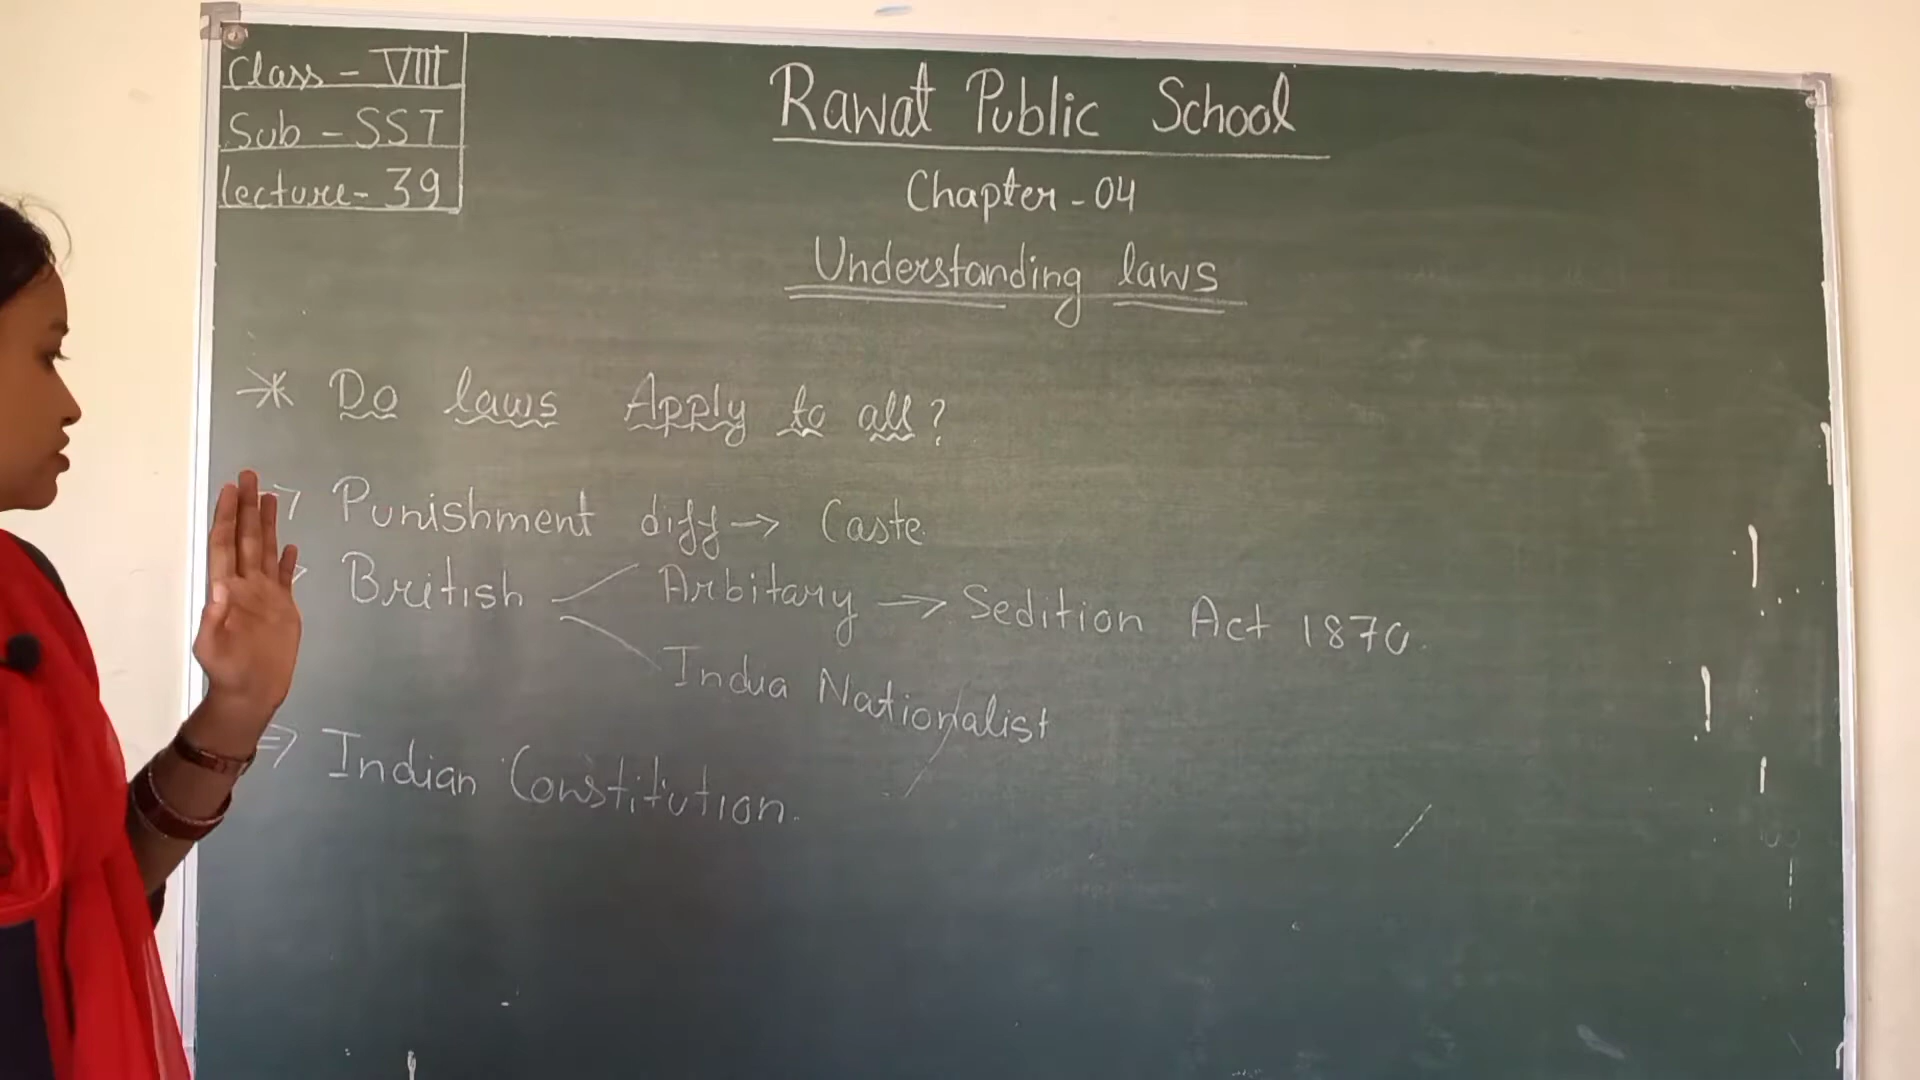 Class - VIII
Sub - SST
Lecture - 39
Rawat Public School
Chapter - 04
Understanding laws
* Do laws Apply to all?
⇒ Punishment diff → Caste
British Arbitary → Sedition Act 1870
India Nationalist
⇒ Indian Constitution.